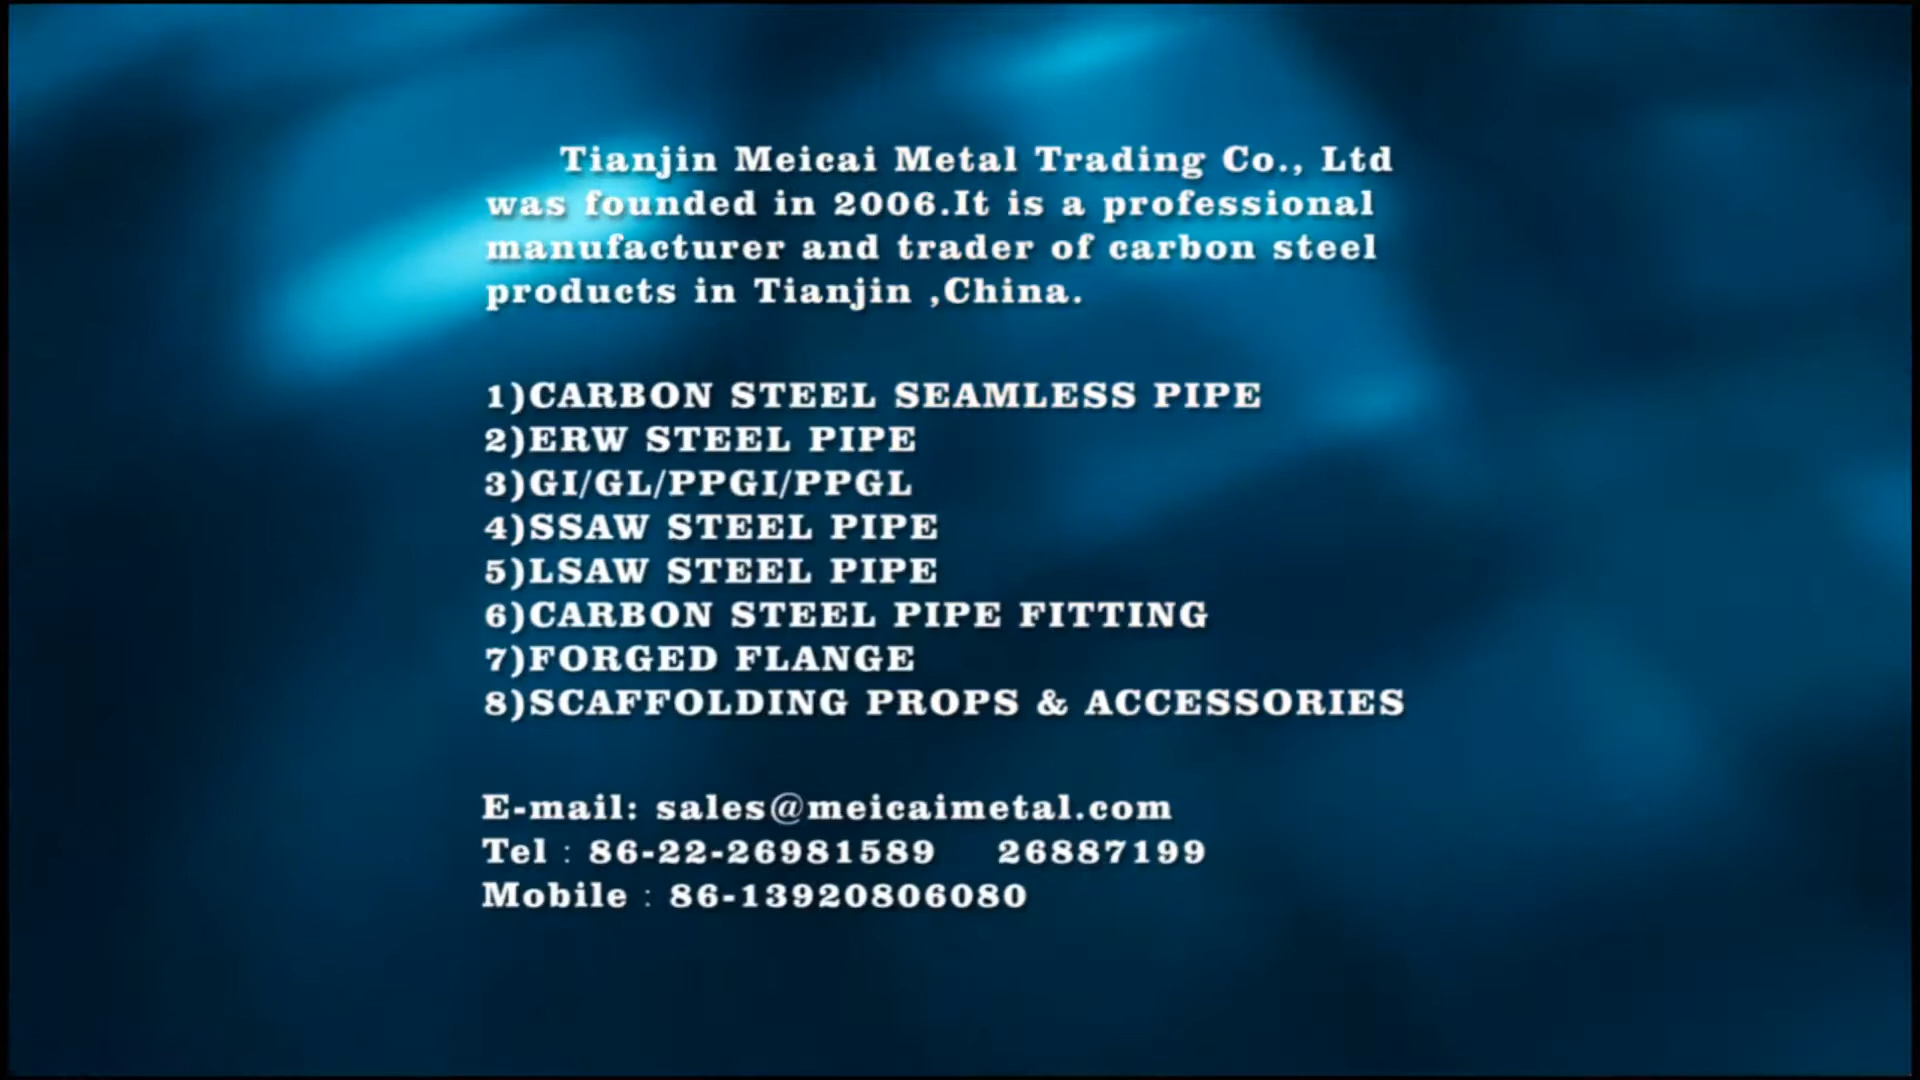 Tianjin Meicai Metal Trading Co., Ltd
was founded in 2006.It is a professional
manufacturer and trader of carbon steel
products in Tianjin ,China.
1)CARBON STEEL SEAMLESS PIPE
2)ERW STEEL PIPE
3)GI/GL/PPGI/PPGL
4)SSAW STEEL PIPE
5)LSAW STEEL PIPE
6)CARBON STEEL PIPE FITTING
7)FORGED FLANGE
8)SCAFFOLDING PROPS & ACCESSORIES
E-mail: sales@meicaimetal.com
Tel : 86-22-26981589 26887199
Mobile : 86-13920806080